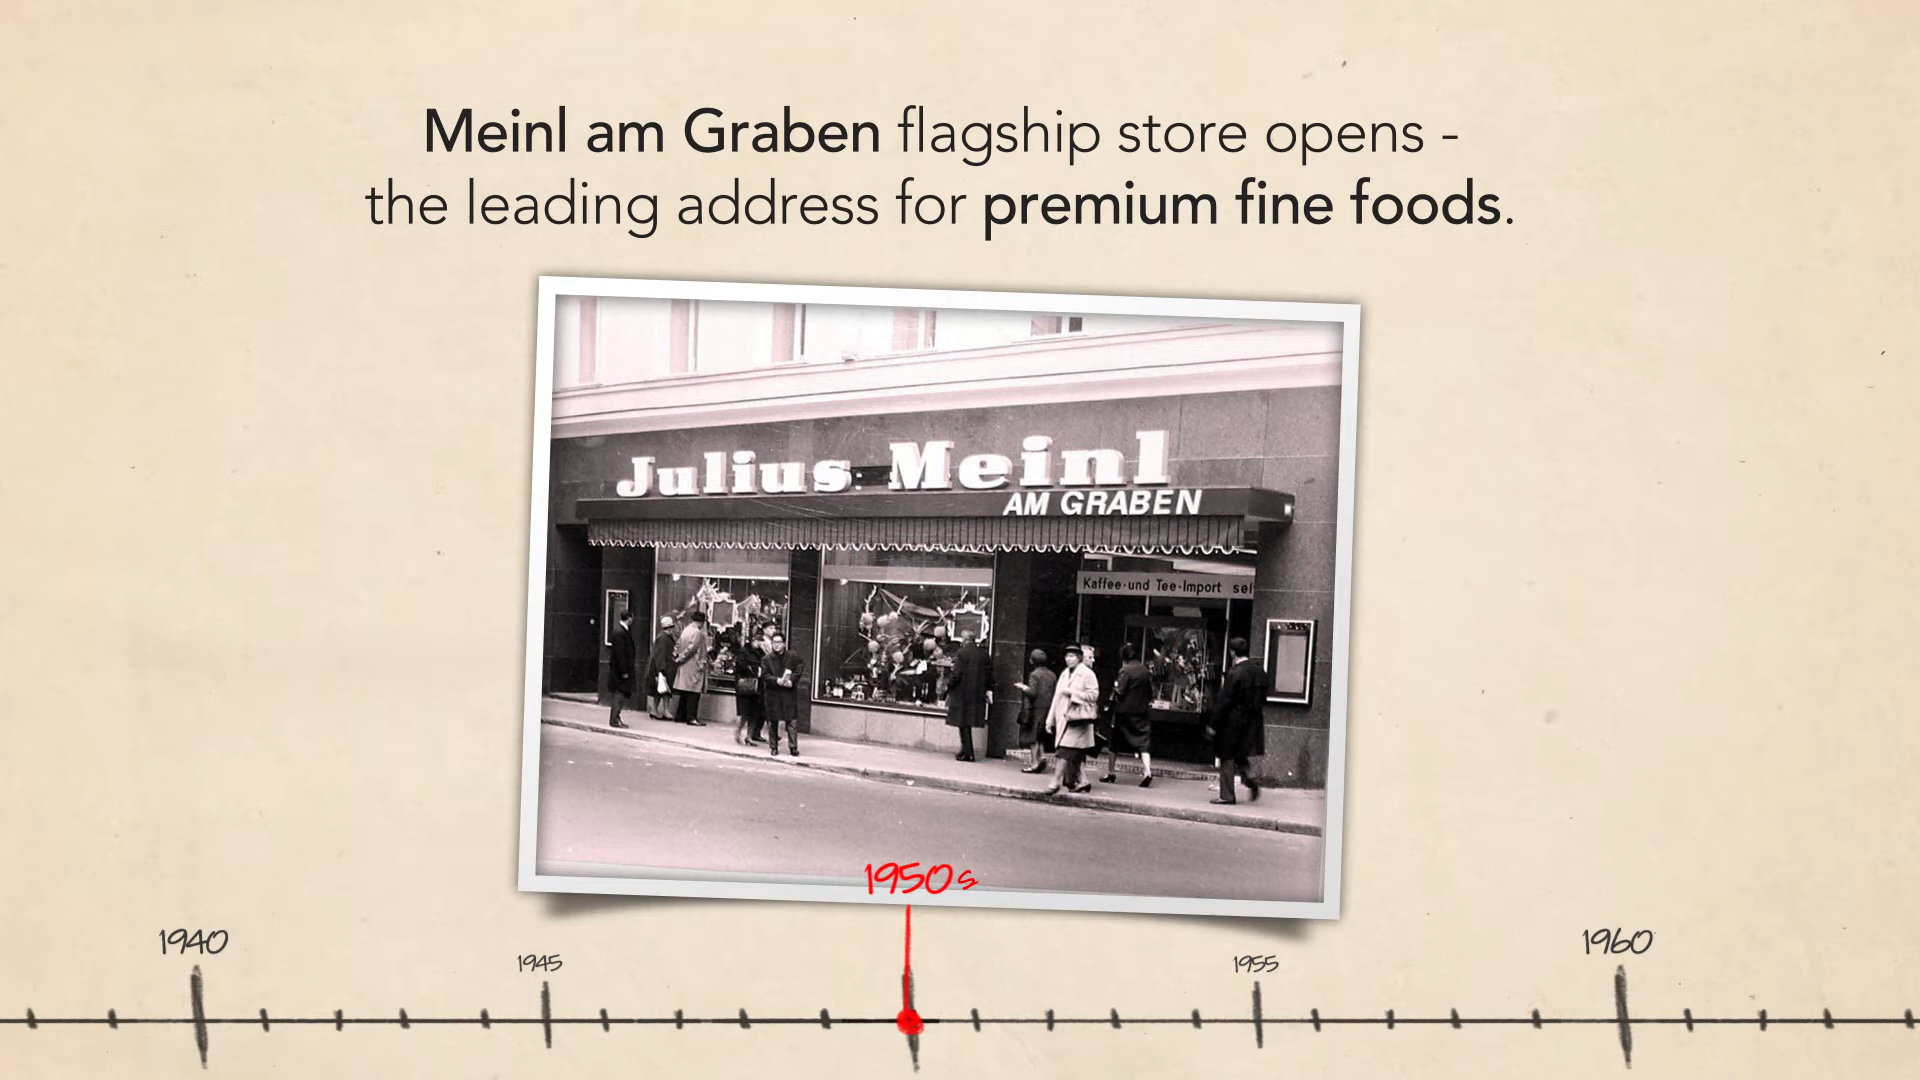 Meinl am Graben flagship store opens -
the leading address for premium fine foods.
Julius Meinl
AM GRABEN
Kaffee-und Tee-Import sel
1950s
1940
1945
1955
1960